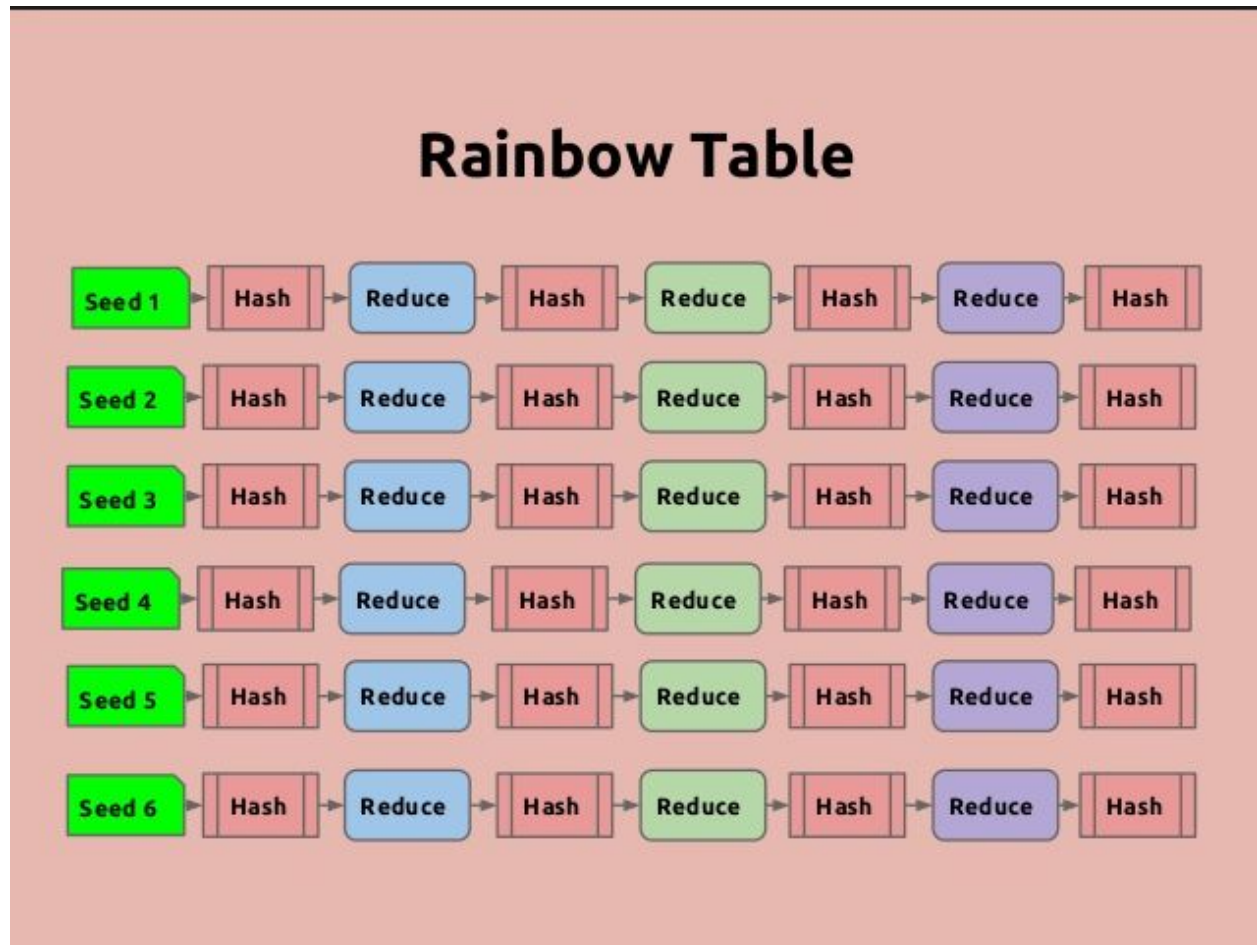 Rainbow Table
Seed 1 Hash Reduce Hash Reduce Hash Reduce Hash
Seed 2 Hash Reduce Hash Reduce Hash Reduce Hash
Seed 3 Hash Reduce Hash Reduce Hash Reduce Hash
Seed 4 Hash Reduce Hash Reduce Hash Reduce Hash
Seed 5 Hash Reduce Hash Reduce Hash Reduce Hash
Seed 6 Hash Reduce Hash Reduce Hash Reduce Hash